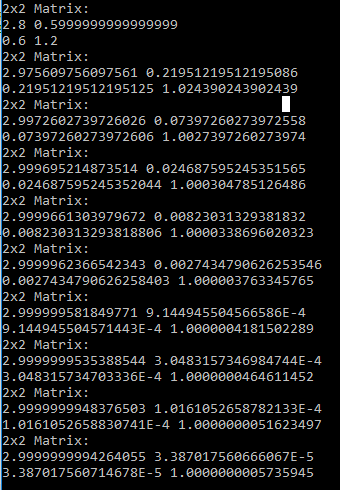 2x2 Matrix:
2.8 0.5999999999999999
0.6 1.2
2x2 Matrix:
2.975609756097561 0.21951219512195086
0.21951219512195125 1.024390243902439
2x2 Matrix:
2.9972602739726026 0.07397260273972558
0.07397260273972606 1.0027397260273974
2x2 Matrix:
2.999695214873514 0.024687595245351565
0.024687595245352044 1.000304785126486
2x2 Matrix:
2.9999661303979672 0.00823031329381832
0.008230313293818806 1.0000338696020323
2x2 Matrix:
2.9999962366542343 0.0027434790626253546
0.0027434790626258403 1.000003763345765
2x2 Matrix:
2.999999581849771 9.144945504566586E-4
9.144945504571443E-4 1.0000004181502289
2x2 Matrix:
2.9999999535388544 3.0483157346984744E-4
3.048315734703336E-4 1.0000000464611452
2x2 Matrix:
2.9999999948376503 1.0161052658782133E-4
1.0161052658830741E-4 1.0000000051623497
2x2 Matrix:
2.9999999994264055 3.387017560666067E-5
3.387017560714678E-5 1.0000000005735945